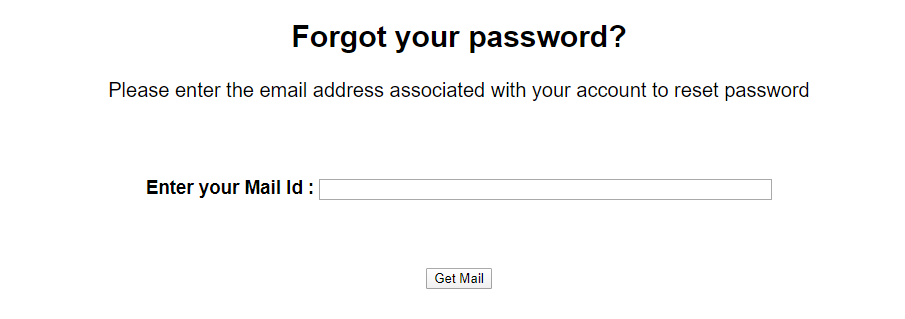 Forgot your password?
Please enter the email address associated with your account to reset password
Enter your Mail Id :
Get Mail